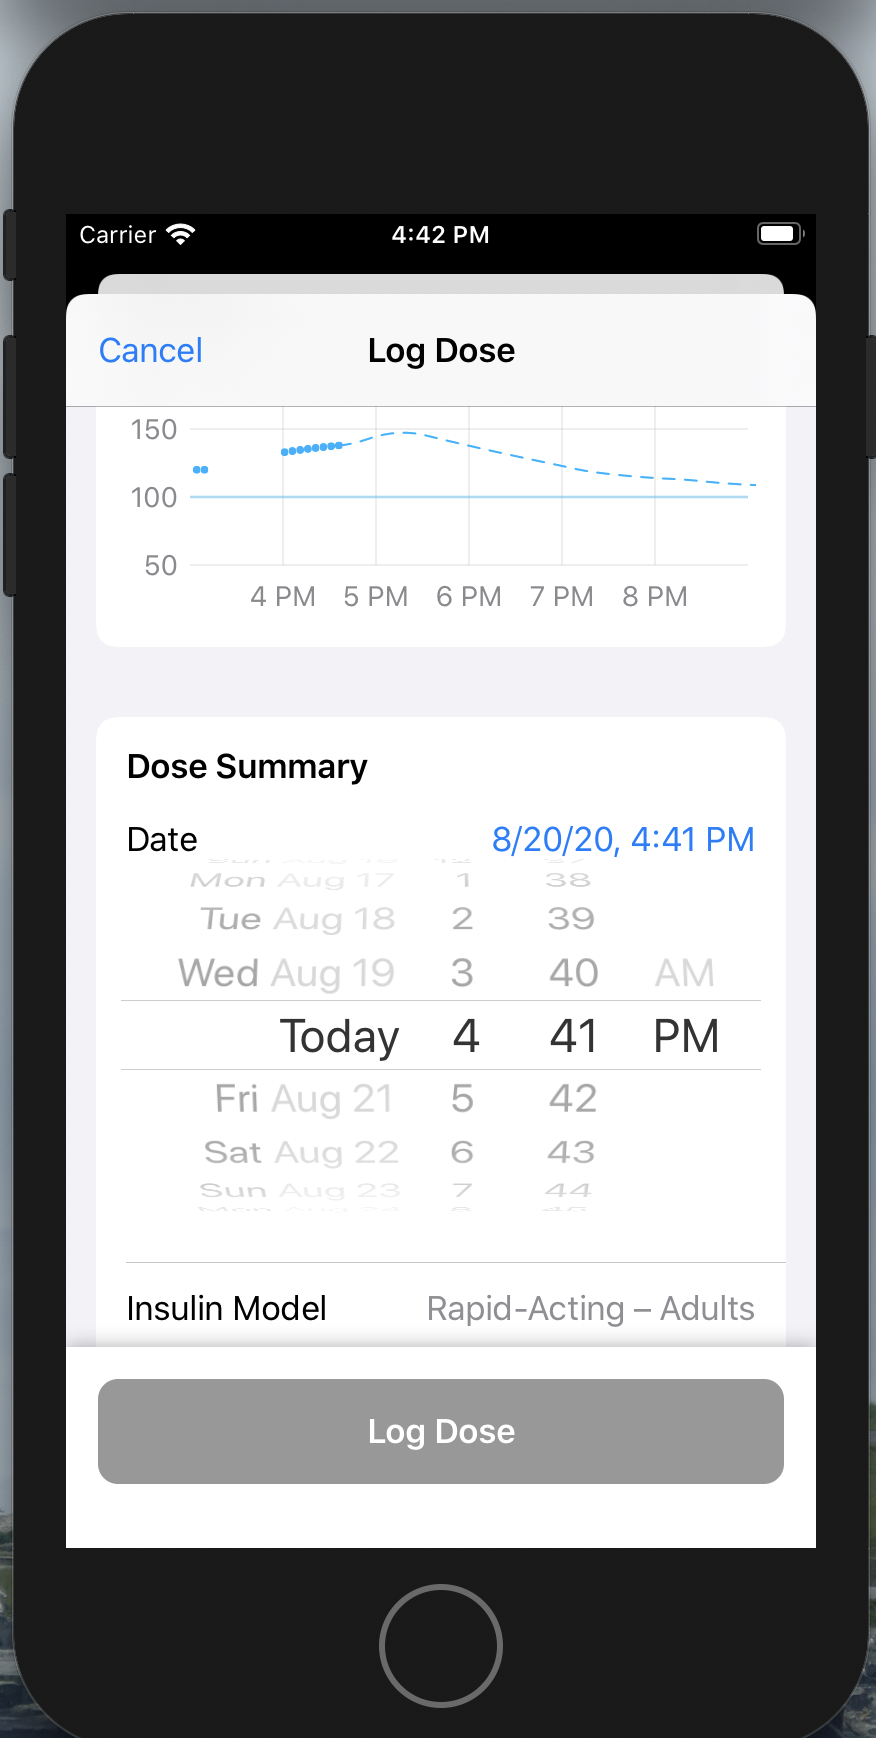 Carrier 4:42 PM
Cancel Log Dose
150
100
50
4 PM 5 PM 6 PM 7 PM 8 PM
Dose Summary
Date 8/20/20, 4:41 PM
Mon Aug 17 1 38
Tue Aug 18 2 39
Wed Aug 19 3 40 AM
Today 4 41 PM
Fri Aug 21 5 42
Sat Aug 22 6 43
Sun Aug 23 7 44
Insulin Model Rapid-Acting – Adults
Log Dose